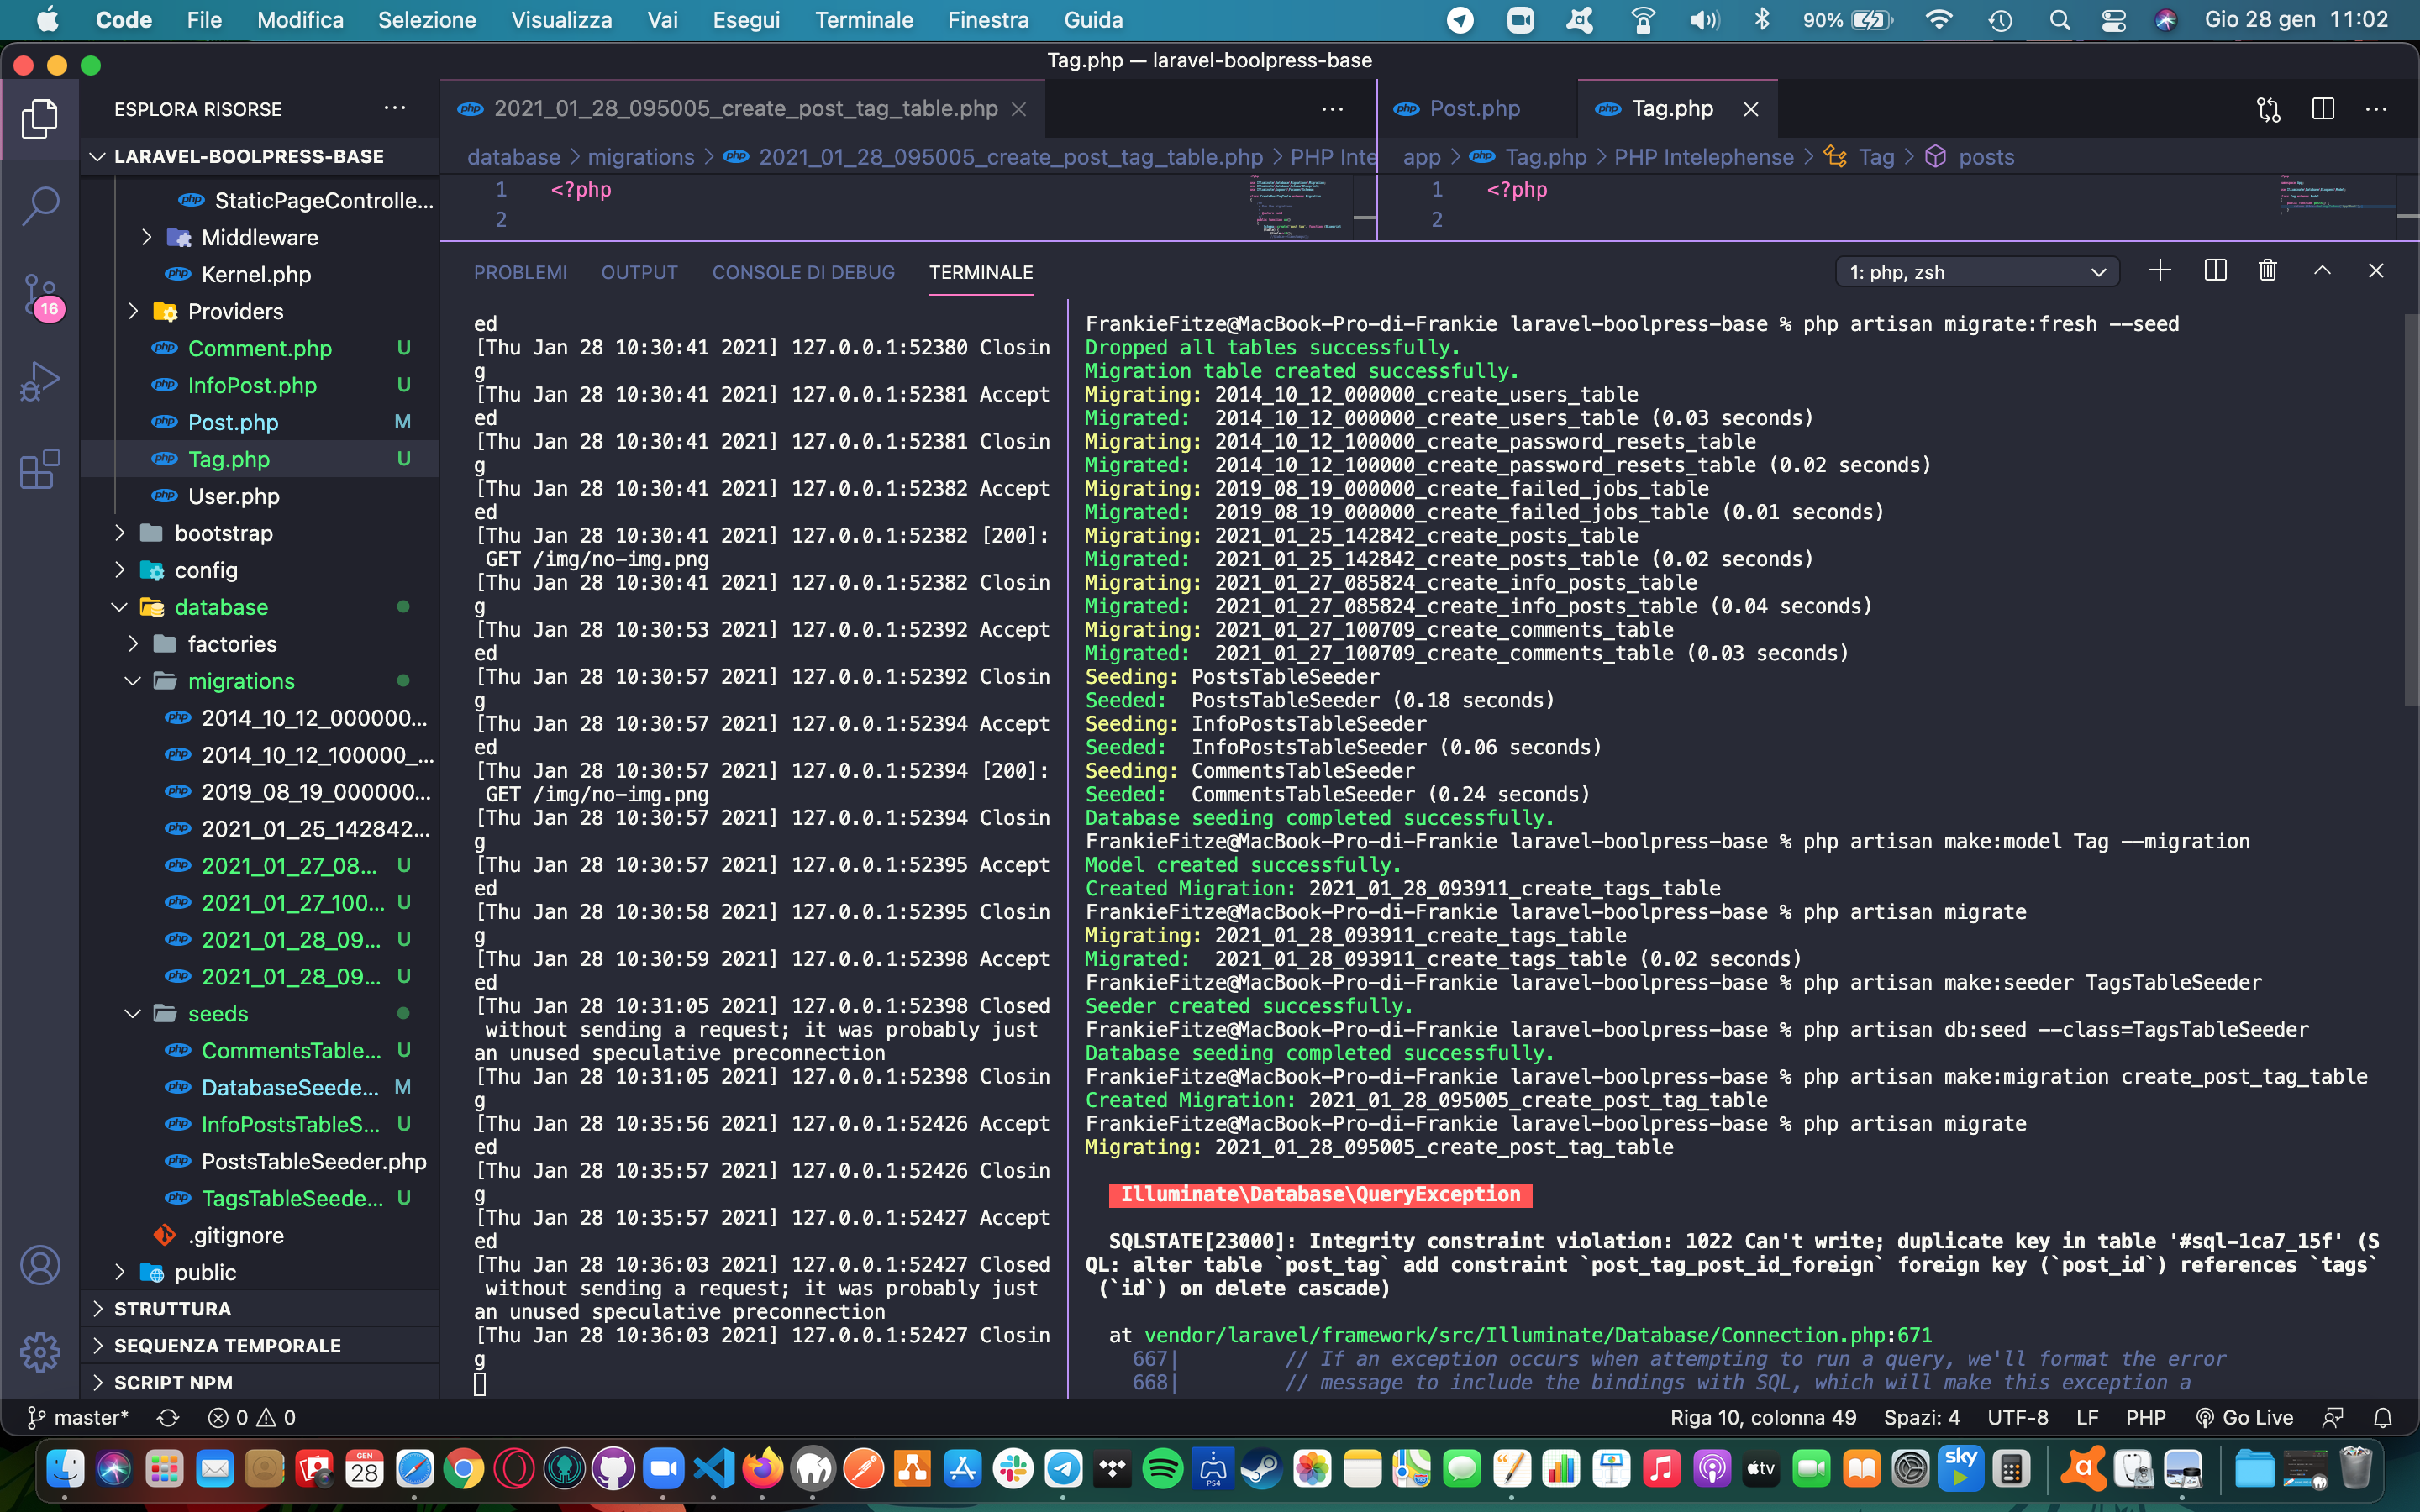 Code File Modifica Selezione Visualizza Vai Esegui Terminale Finestra Guida 90% Gio 28 gen 11:02
Tag.php — laravel-boolpress-base
ESPLORA RISORSE
LARAVEL-BOOLPRESS-BASE
StaticPageControlle...
Middleware
Kernel.php
Providers
Comment.php U
InfoPost.php U
Post.php M
Tag.php U
User.php
bootstrap
config
database
factories
migrations
2014_10_12_000000...
2014_10_12_100000_...
2019_08_19_000000...
2021_01_25_142842...
2021_01_27_08... U
2021_01_27_100... U
2021_01_28_09... U
2021_01_28_09... U
seeds
CommentsTable... U
DatabaseSeede... M
InfoPostsTableS... U
PostsTableSeeder.php
TagsTableSeede... U
.gitignore
public
STRUTTURA
SEQUENZA TEMPORALE
SCRIPT NPM
16
2021_01_28_095005_create_post_tag_table.php
database > migrations > 2021_01_28_095005_create_post_tag_table.php > PHP Inte
1 <?php
2
Post.php Tag.php
app > Tag.php > PHP Intelephense > Tag > posts
1 <?php
2
PROBLEMI OUTPUT CONSOLE DI DEBUG TERMINALE 1: php, zsh
ed
[Thu Jan 28 10:30:41 2021] 127.0.0.1:52380 Closin
g
[Thu Jan 28 10:30:41 2021] 127.0.0.1:52381 Accept
ed
[Thu Jan 28 10:30:41 2021] 127.0.0.1:52381 Closin
g
[Thu Jan 28 10:30:41 2021] 127.0.0.1:52382 Accept
ed
[Thu Jan 28 10:30:41 2021] 127.0.0.1:52382 [200]:
GET /img/no-img.png
[Thu Jan 28 10:30:41 2021] 127.0.0.1:52382 Closin
g
[Thu Jan 28 10:30:53 2021] 127.0.0.1:52392 Accept
ed
[Thu Jan 28 10:30:57 2021] 127.0.0.1:52392 Closin
g
[Thu Jan 28 10:30:57 2021] 127.0.0.1:52394 Accept
ed
[Thu Jan 28 10:30:57 2021] 127.0.0.1:52394 [200]:
GET /img/no-img.png
[Thu Jan 28 10:30:57 2021] 127.0.0.1:52394 Closin
g
[Thu Jan 28 10:30:57 2021] 127.0.0.1:52395 Accept
ed
[Thu Jan 28 10:30:58 2021] 127.0.0.1:52395 Closin
g
[Thu Jan 28 10:30:59 2021] 127.0.0.1:52398 Accept
ed
[Thu Jan 28 10:31:05 2021] 127.0.0.1:52398 Closed
without sending a request; it was probably just
an unused speculative preconnection
[Thu Jan 28 10:31:05 2021] 127.0.0.1:52398 Closin
g
[Thu Jan 28 10:35:56 2021] 127.0.0.1:52426 Accept
ed
[Thu Jan 28 10:35:57 2021] 127.0.0.1:52426 Closin
g
[Thu Jan 28 10:35:57 2021] 127.0.0.1:52427 Accept
ed
[Thu Jan 28 10:36:03 2021] 127.0.0.1:52427 Closed
without sending a request; it was probably just
an unused speculative preconnection
[Thu Jan 28 10:36:03 2021] 127.0.0.1:52427 Closin
g
FrankieFitze@MacBook-Pro-di-Frankie laravel-boolpress-base % php artisan migrate:fresh --seed
Dropped all tables successfully.
Migration table created successfully.
Migrating: 2014_10_12_000000_create_users_table
Migrated: 2014_10_12_000000_create_users_table (0.03 seconds)
Migrating: 2014_10_12_100000_create_password_resets_table
Migrated: 2014_10_12_100000_create_password_resets_table (0.02 seconds)
Migrating: 2019_08_19_000000_create_failed_jobs_table
Migrated: 2019_08_19_000000_create_failed_jobs_table (0.01 seconds)
Migrating: 2021_01_25_142842_create_posts_table
Migrated: 2021_01_25_142842_create_posts_table (0.02 seconds)
Migrating: 2021_01_27_085824_create_info_posts_table
Migrated: 2021_01_27_085824_create_info_posts_table (0.04 seconds)
Migrating: 2021_01_27_100709_create_comments_table
Migrated: 2021_01_27_100709_create_comments_table (0.03 seconds)
Seeding: PostsTableSeeder
Seeded: PostsTableSeeder (0.18 seconds)
Seeding: InfoPostsTableSeeder
Seeded: InfoPostsTableSeeder (0.06 seconds)
Seeding: CommentsTableSeeder
Seeded: CommentsTableSeeder (0.24 seconds)
Database seeding completed successfully.
FrankieFitze@MacBook-Pro-di-Frankie laravel-boolpress-base % php artisan make:model Tag --migration
Model created successfully.
Created Migration: 2021_01_28_093911_create_tags_table
FrankieFitze@MacBook-Pro-di-Frankie laravel-boolpress-base % php artisan migrate
Migrating: 2021_01_28_093911_create_tags_table
Migrated: 2021_01_28_093911_create_tags_table (0.02 seconds)
FrankieFitze@MacBook-Pro-di-Frankie laravel-boolpress-base % php artisan make:seeder TagsTableSeeder
Seeder created successfully.
FrankieFitze@MacBook-Pro-di-Frankie laravel-boolpress-base % php artisan db:seed --class=TagsTableSeeder
Database seeding completed successfully.
FrankieFitze@MacBook-Pro-di-Frankie laravel-boolpress-base % php artisan make:migration create_post_tag_table
Created Migration: 2021_01_28_095005_create_post_tag_table
FrankieFitze@MacBook-Pro-di-Frankie laravel-boolpress-base % php artisan migrate
Migrating: 2021_01_28_095005_create_post_tag_table
Illuminate\Database\QueryException
SQLSTATE[23000]: Integrity constraint violation: 1022 Can't write; duplicate key in table '#sql-1ca7_15f' (S
QL: alter table `post_tag` add constraint `post_tag_post_id_foreign` foreign key (`post_id`) references `tags`
(`id`) on delete cascade)
at vendor/laravel/framework/src/Illuminate/Database/Connection.php:671
667| // If an exception occurs when attempting to run a query, we'll format the error
668| // message to include the bindings with SQL, which will make this exception a
master* 0 0 Riga 10, colonna 49 Spazi: 4 UTF-8 LF PHP Go Live
GEN
28
PS4
tv
sky